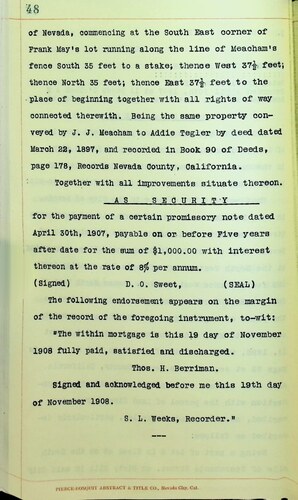 48
of Nevada, commencing at the South East corner of
Frank May's lot running along the line of Meacham's
fence South 35 feet to a stake; thence West 37½ feet;
thence North 35 feet; thence East 37½ feet to the
place of beginning together with all rights of way
connected therewith. Being the same property con-
veyed by J. J. Meacham to Addie Tegler by deed dated
March 22, 1897, and recorded in Book 90 of Deeds,
page 178, Records Nevada County, California.
Together with all improvements situate thereon.
AS SECURITY
for the payment of a certain promissory note dated
April 30th, 1907, payable on or before Five years
after date for the sum of $1,000.00 with interest
thereon at the rate of 8% per annum.
(Signed) D. O. Sweet, (SEAL)
The following endorsement appears on the margin
of the record of the foregoing instrument, to-wit:
"The within mortgage is this 19 day of November
1908 fully paid, satisfied and discharged.
Thos. H. Berriman.
Signed and acknowledged before me this 19th day
of November 1908.
S. L. Weeks, Recorder."
----
ABSTRACT & TITLE CO., Nevada City, Cal.